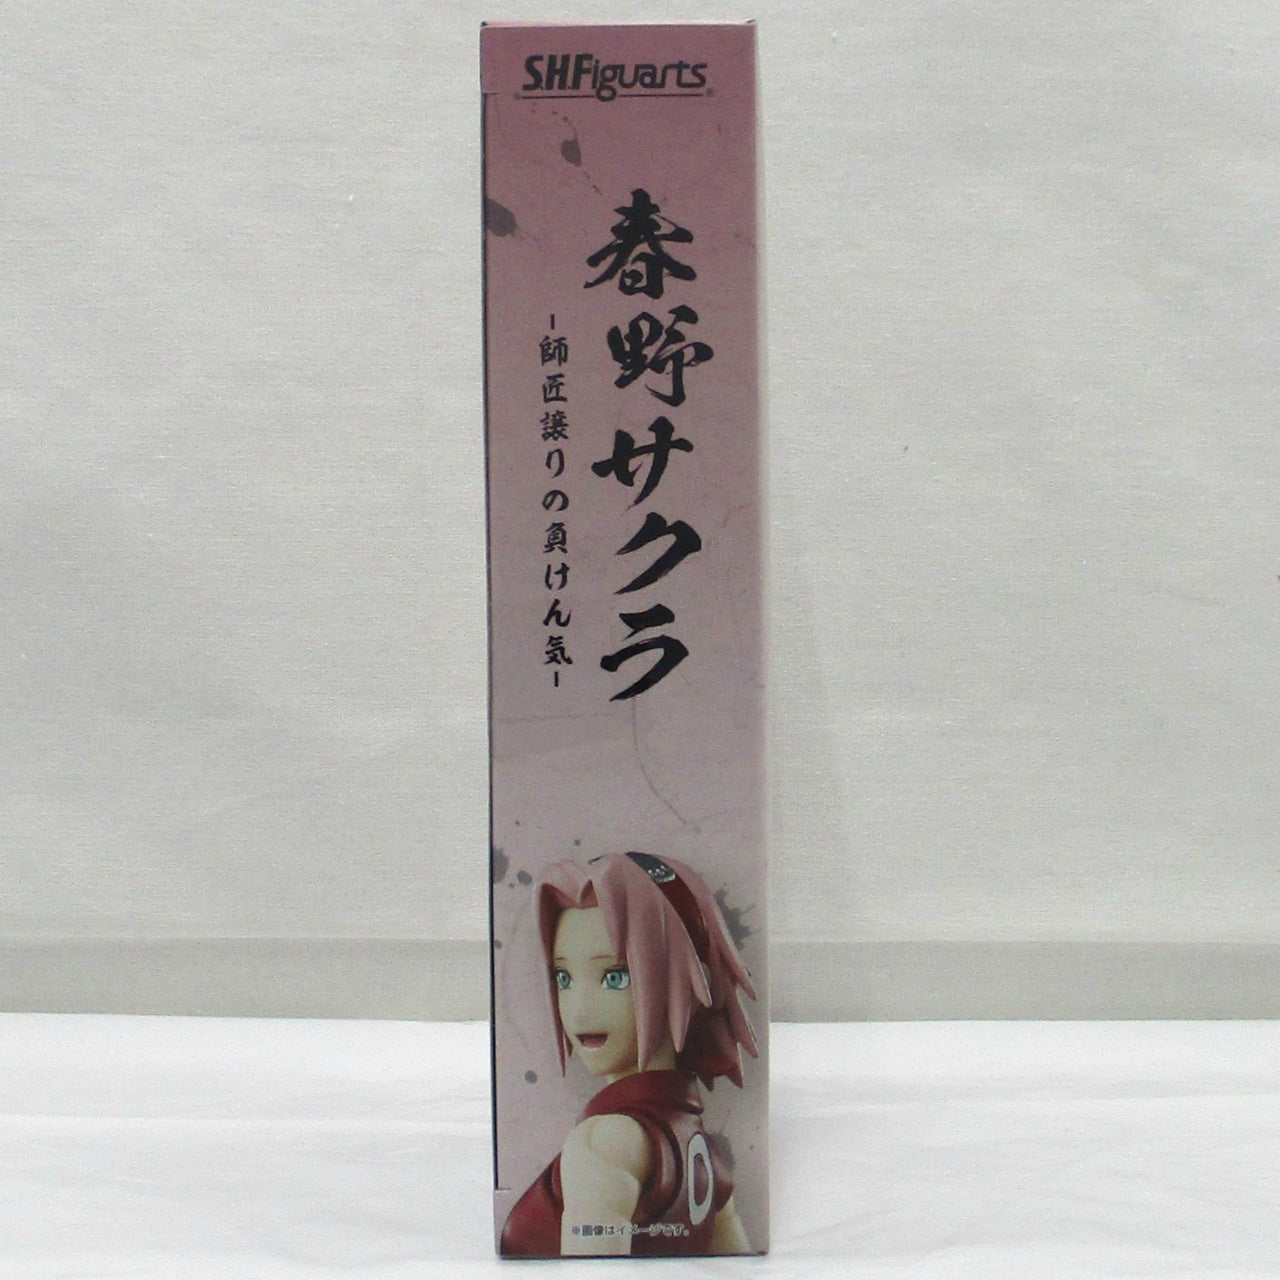 S.H.Figuarts
春野サクラ
-師匠譲りの負けん気-
※画像はイメージです。